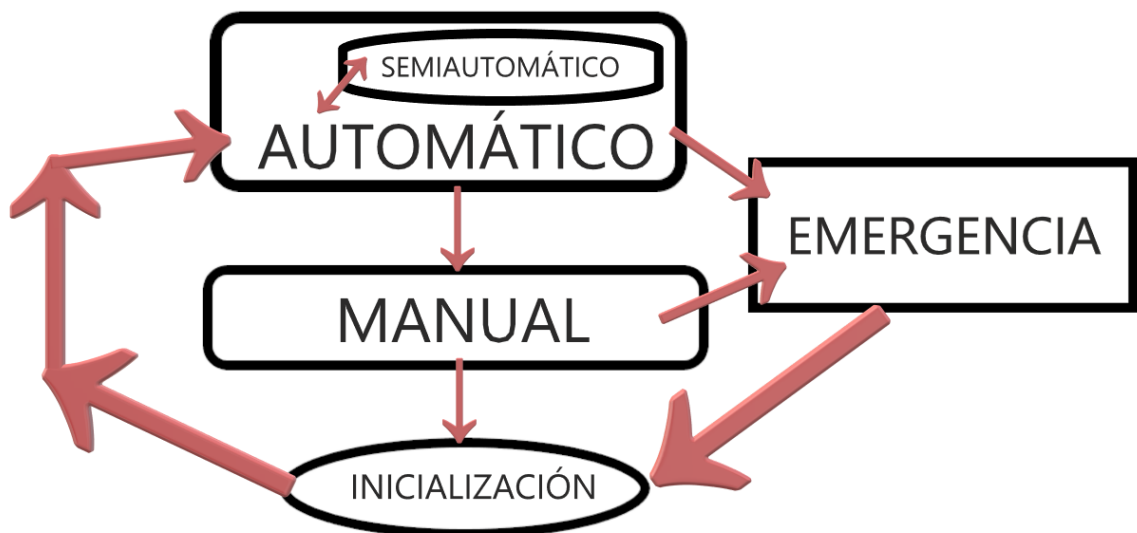 SEMIAUTOMÁTICO
AUTOMÁTICO
EMERGENCIA
MANUAL
INICIALIZACIÓN